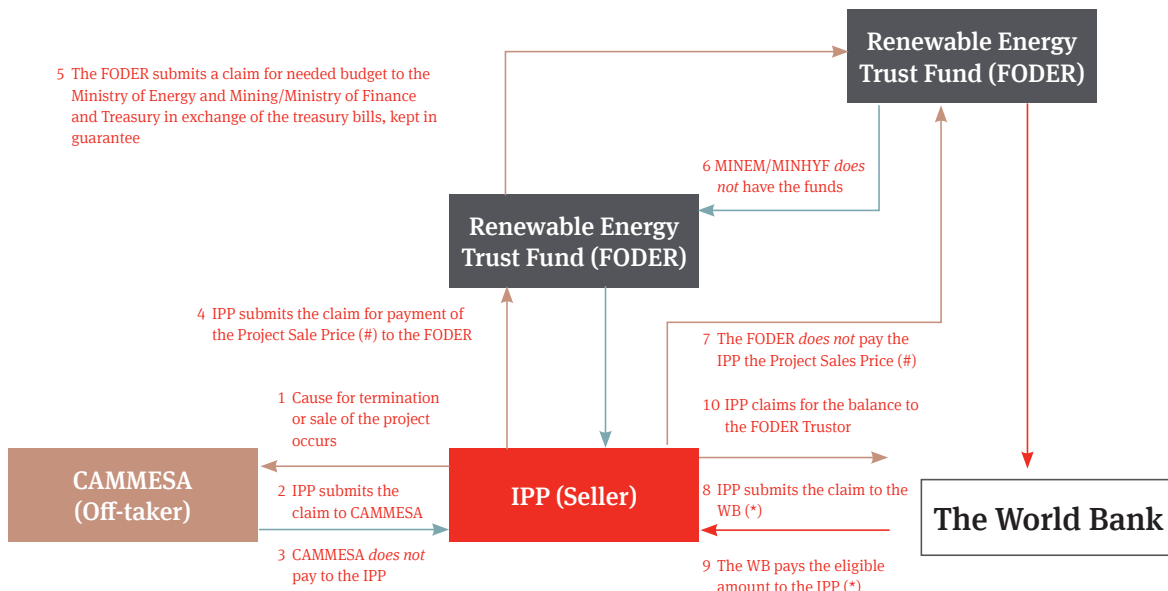 Renewable Energy
Trust Fund (FODER)
5 The FODER submits a claim for needed budget to the
Ministry of Energy and Mining/Ministry of Finance
and Treasury in exchange of the treasury bills, kept in
guarantee
6 MINEM/MINHYF does
not have the funds
Renewable Energy
Trust Fund (FODER)
4 IPP submits the claim for payment of
the Project Sale Price (#) to the FODER
7 The FODER does not pay the
IPP the Project Sales Price (#)
1 Cause for termination
or sale of the project
occurs
10 IPP claims for the balance to
the FODER Trustor
CAMMESA
(Off-taker)
2 IPP submits the
claim to CAMMESA
IPP (Seller)
8 IPP submits the claim to the
WB (*)
The World Bank
3 CAMMESA does not
pay to the IPP
9 The WB pays the eligible
amount to the IPP (*)